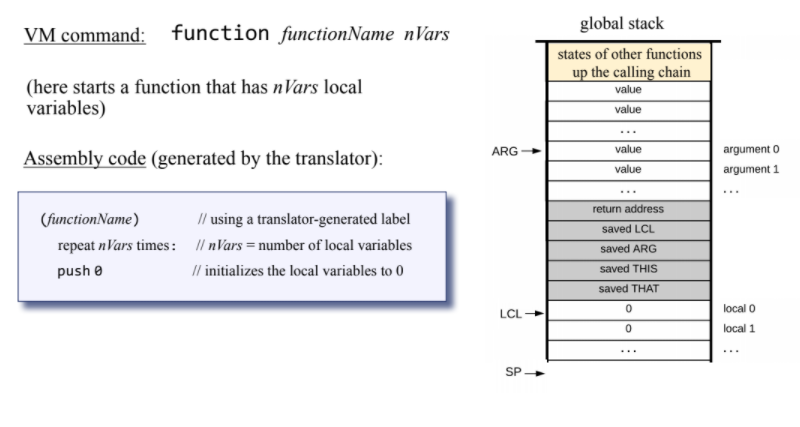 VM command: function functionName nVars
(here starts a function that has nVars local
variables)
Assembly code (generated by the translator):
(functionName) // using a translator-generated label
repeat nVars times: // nVars = number of local variables
push 0 // initializes the local variables to 0
global stack
states of other functions
up the calling chain
value
value
...
ARG value argument 0
value argument 1
... ...
return address
saved LCL
saved ARG
saved THIS
saved THAT
LCL 0 local 0
0 local 1
... ...
SP